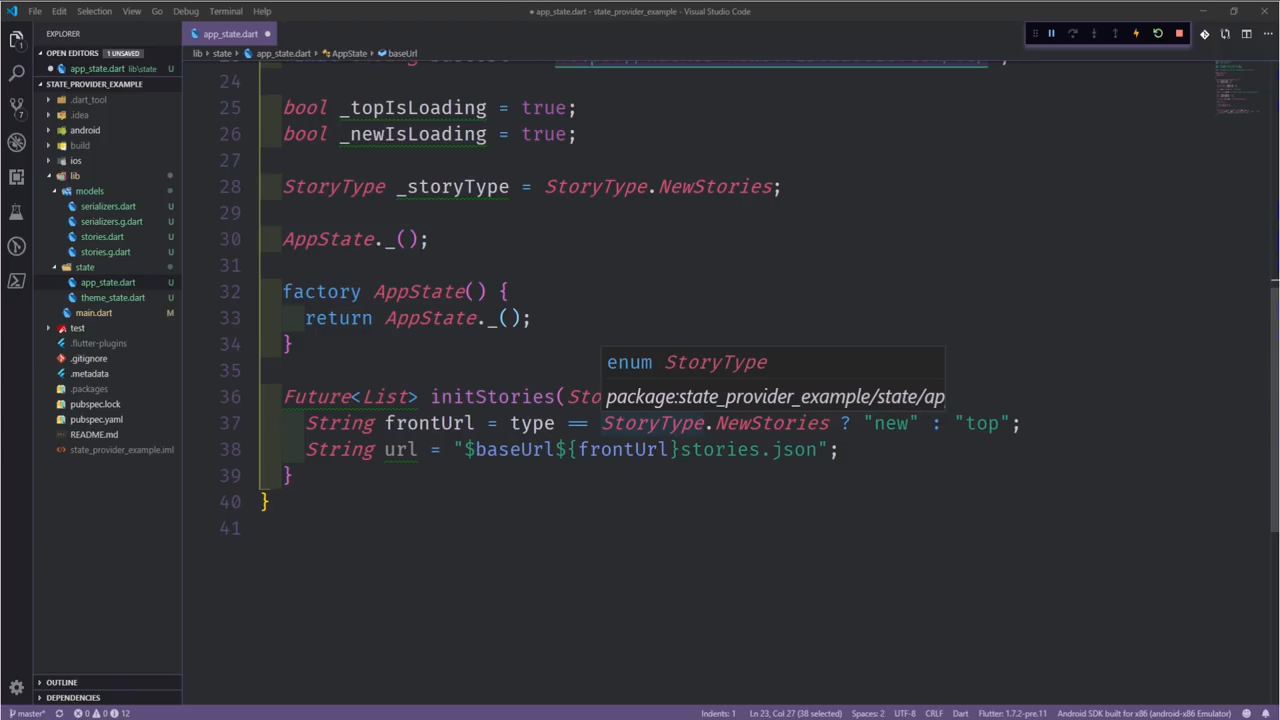 File Edit Selection View Go Debug Terminal Help
● app_state.dart - state_provider_example - Visual Studio Code
EXPLORER
app_state.dart ●
OPEN EDITORS 1 UNSAVED
● app_state.dart lib\state
lib › state › app_state.dart › AppState › baseUrl
STATE_PROVIDER_EXAMPLE
.dart_tool
.idea
android
build
ios
lib
models
serializers.dart U
serializers.g.dart U
stories.dart U
stories.g.dart U
state
app_state.dart U
theme_state.dart U
main.dart M
test
.flutter-plugins
.gitignore
.metadata
.packages
pubspec.lock
pubspec.yaml
README.md
state_provider_example.iml
OUTLINE
DEPENDENCIES
24
25 bool _topIsLoading = true;
26 bool _newIsLoading = true;
27
28 StoryType _storyType = StoryType.NewStories;
29
30 AppState._();
31
32 factory AppState() {
33 return AppState._();
34 }
35
enum StoryType
package:state_provider_example/state/ap
36 Future<List> initStories(Sto
37 String frontUrl = type == StoryType.NewStories ? "new" : "top";
38 String url = "$baseUrl${frontUrl}stories.json";
39 }
40 }
41
master* 0 0 12
Indents: 1 Ln 23, Col 27 (38 selected) Spaces: 2 UTF-8 CRLF Dart Flutter: 1.7.2-pre.11 Android SDK built for x86 (android-x86 Emulator)